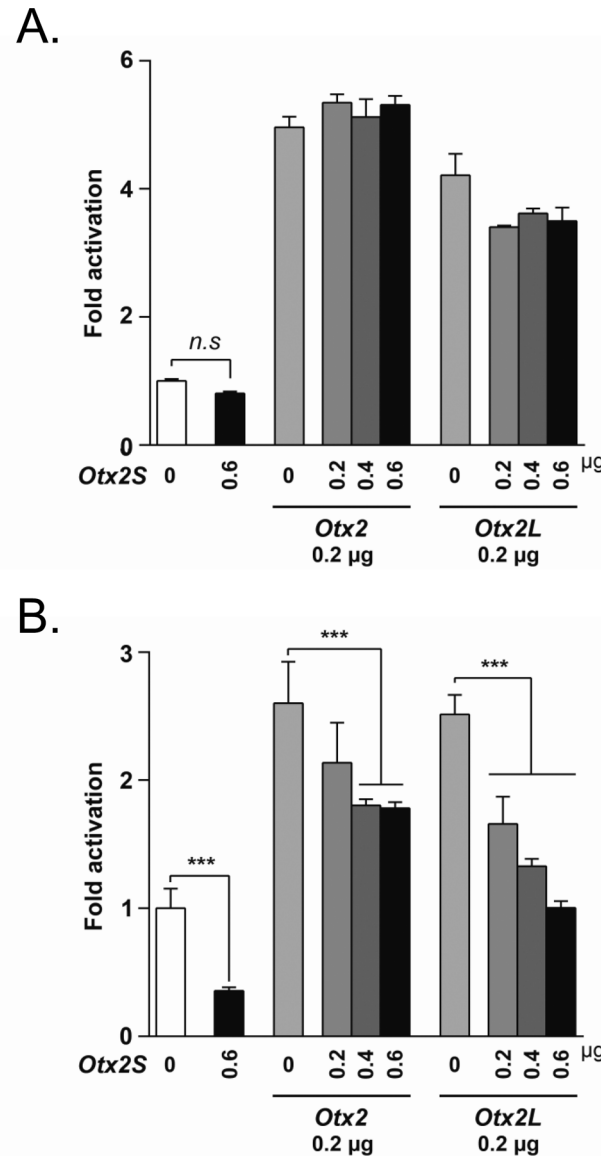 A.
6
4
2
0
Fold activation
n.s
Otx2S 0 0.6 0 0.2 0.4 0.6 0 0.2 0.4 0.6 µg
Otx2 Otx2L
0.2 µg 0.2 µg
B.
3
2
1
0
Fold activation
*** *** ***
Otx2S 0 0.6 0 0.2 0.4 0.6 0 0.2 0.4 0.6 µg
Otx2 Otx2L
0.2 µg 0.2 µg